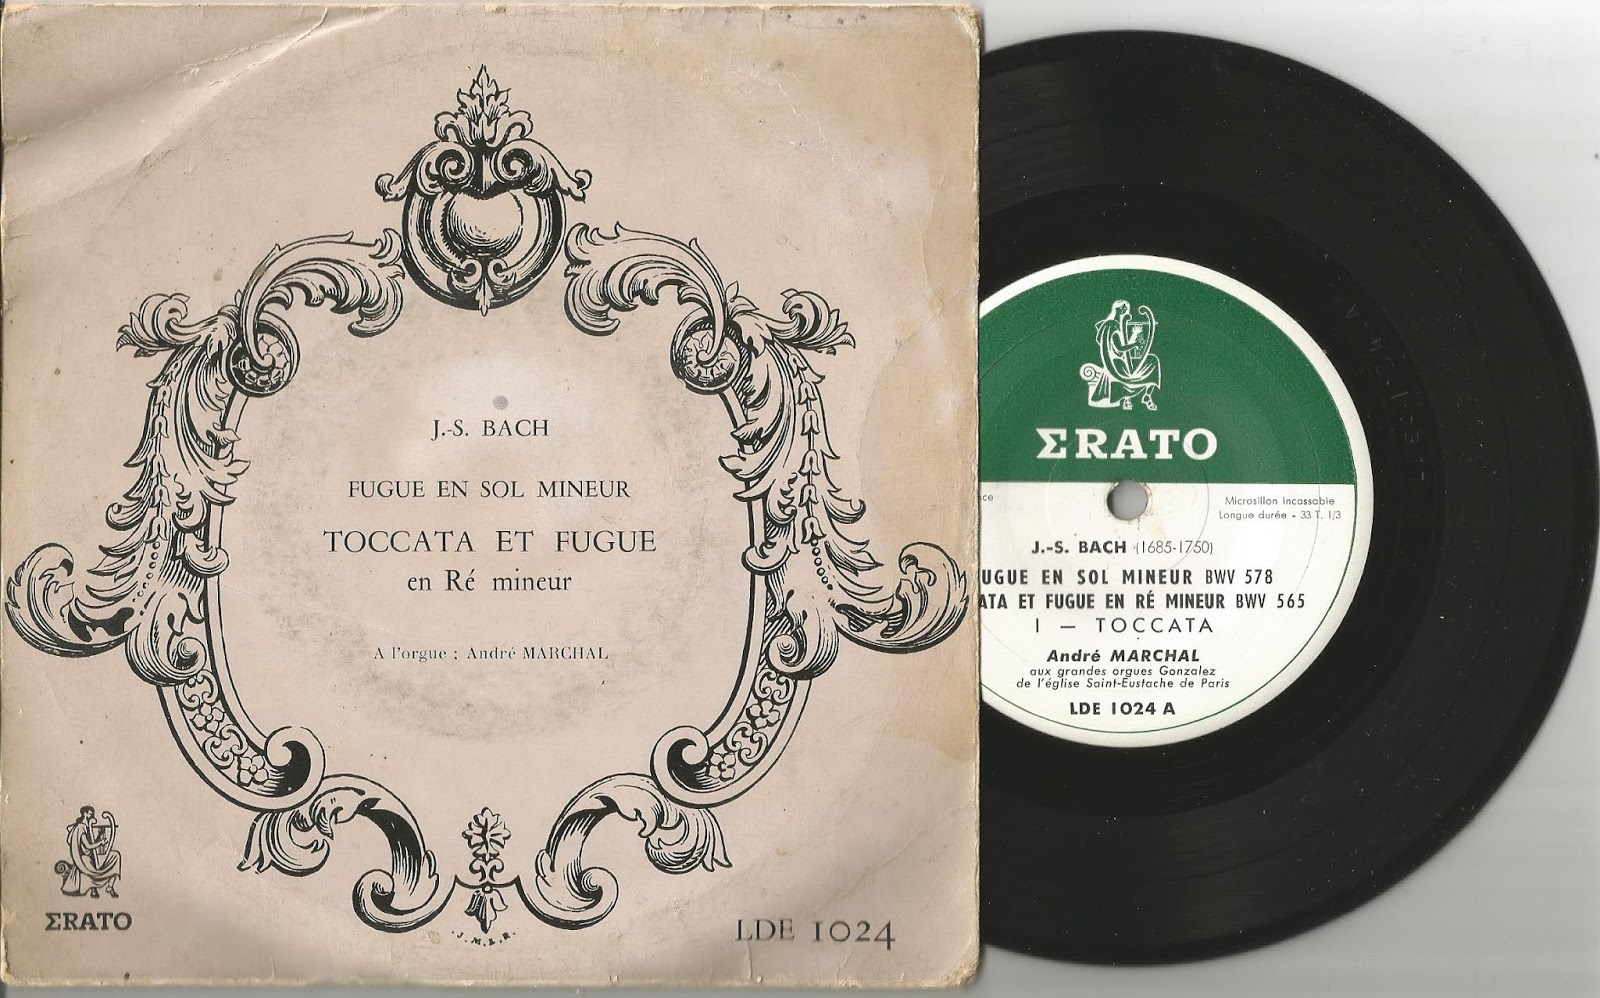 J.-S. BACH
FUGUE EN SOL MINEUR
TOCCATA ET FUGUE
en Ré mineur
A l'orgue : André MARCHAL
ΣRATO
J.M.L.R.
LDE 1024
ΣRATO
Microsillon incassable
Longue durée - 33 T. 1/3
J.-S. BACH (1685-1750)
UGUE EN SOL MINEUR BWV 578
ATA ET FUGUE EN RÉ MINEUR BWV 565
I — TOCCATA
André MARCHAL
aux grandes orgues Gonzalez
de l'église Saint-Eustache de Paris
LDE 1024 A